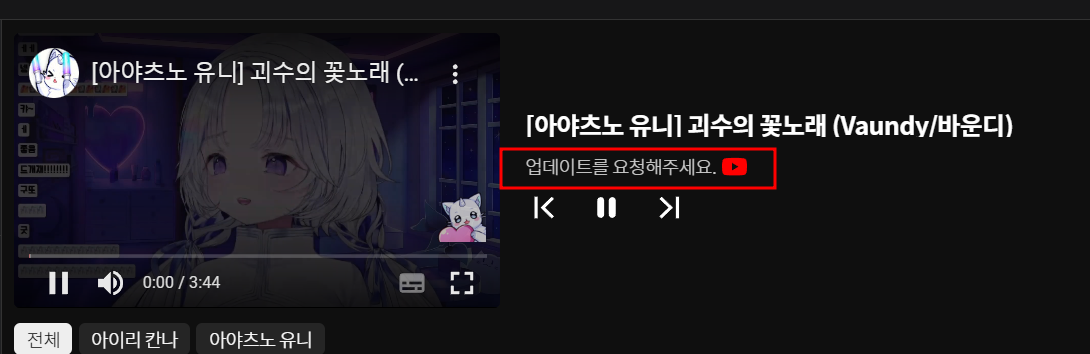 [아야츠노 유니] 괴수의 꽃노래 (...
[아야츠노 유니] 괴수의 꽃노래 (Vaundy/바운디)
업데이트를 요청해주세요.
0:00 / 3:44
전체 아이리 칸나 아야츠노 유니